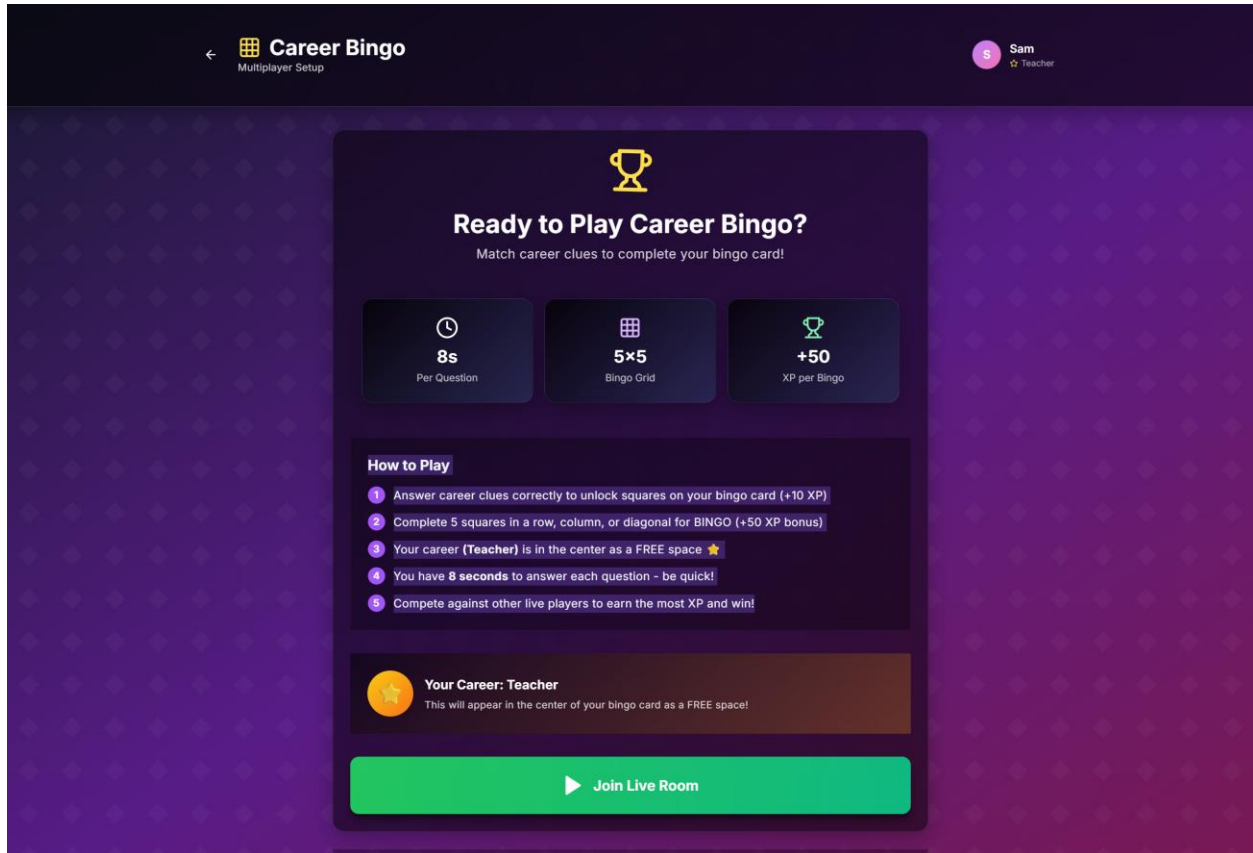 Career Bingo
Multiplayer Setup
S
Sam
Teacher
Ready to Play Career Bingo?
Match career clues to complete your bingo card!
8s
Per Question
5×5
Bingo Grid
+50
XP per Bingo
How to Play
1 Answer career clues correctly to unlock squares on your bingo card (+10 XP)
2 Complete 5 squares in a row, column, or diagonal for BINGO (+50 XP bonus)
3 Your career (Teacher) is in the center as a FREE space ⭐
4 You have 8 seconds to answer each question - be quick!
5 Compete against other live players to earn the most XP and win!
Your Career: Teacher
This will appear in the center of your bingo card as a FREE space!
Join Live Room